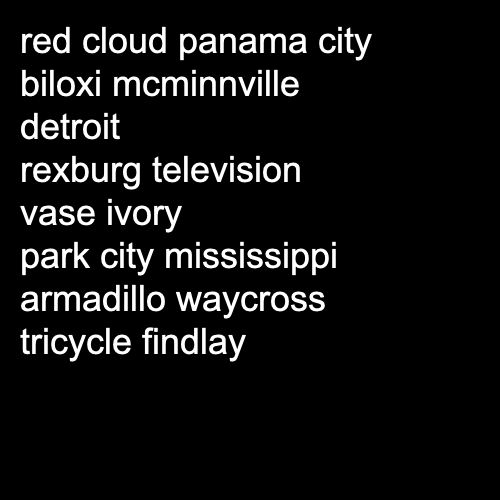 red cloud panama city
biloxi mcminnville
detroit
rexburg television
vase ivory
park city mississippi
armadillo waycross
tricycle findlay